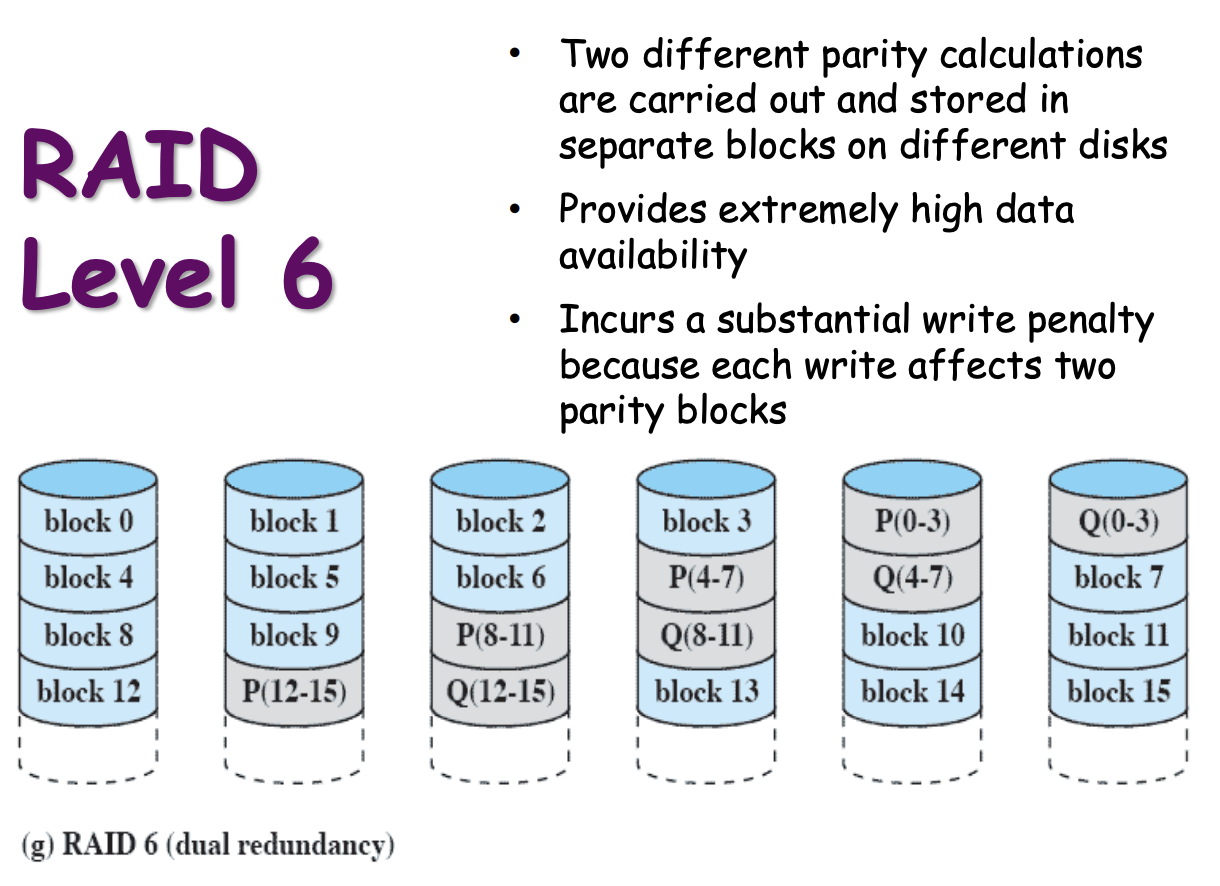 RAID
Level 6
• Two different parity calculations
are carried out and stored in
separate blocks on different disks
• Provides extremely high data
availability
• Incurs a substantial write penalty
because each write affects two
parity blocks
block 0 block 1 block 2 block 3 P(0-3) Q(0-3)
block 4 block 5 block 6 P(4-7) Q(4-7) block 7
block 8 block 9 P(8-11) Q(8-11) block 10 block 11
block 12 P(12-15) Q(12-15) block 13 block 14 block 15
(g) RAID 6 (dual redundancy)